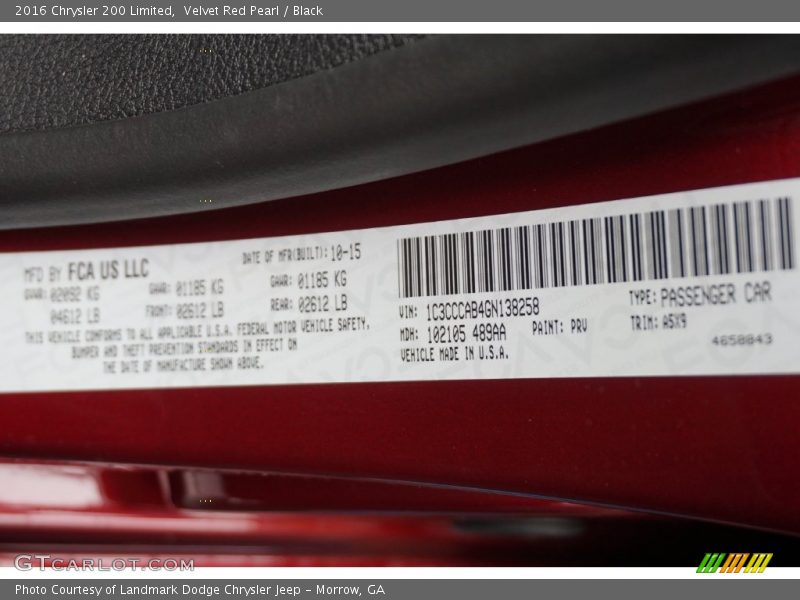 2016 Chrysler 200 Limited, Velvet Red Pearl / Black
MFD BY FCA US LLC
DATE OF MFR(BUILT): 10-15
GVWR: 02092 KG
04612 LB
GAWR: 01185 KG
FRONT: 02612 LB
GAWR: 01185 KG
REAR: 02612 LB
THIS VEHICLE CONFORMS TO ALL APPLICABLE U.S.A. FEDERAL MOTOR VEHICLE SAFETY,
BUMPER AND THEFT PREVENTION STANDARDS IN EFFECT ON
THE DATE OF MANUFACTURE SHOWN ABOVE.
VIN: 1C3CCCAB4GN138258
TYPE: PASSENGER CAR
MDH: 102105 489AA
PAINT: PRV
TRIM: A5X9
VEHICLE MADE IN U.S.A.
4658843
GTCARLOT.COM
Photo Courtesy of Landmark Dodge Chrysler Jeep – Morrow, GA